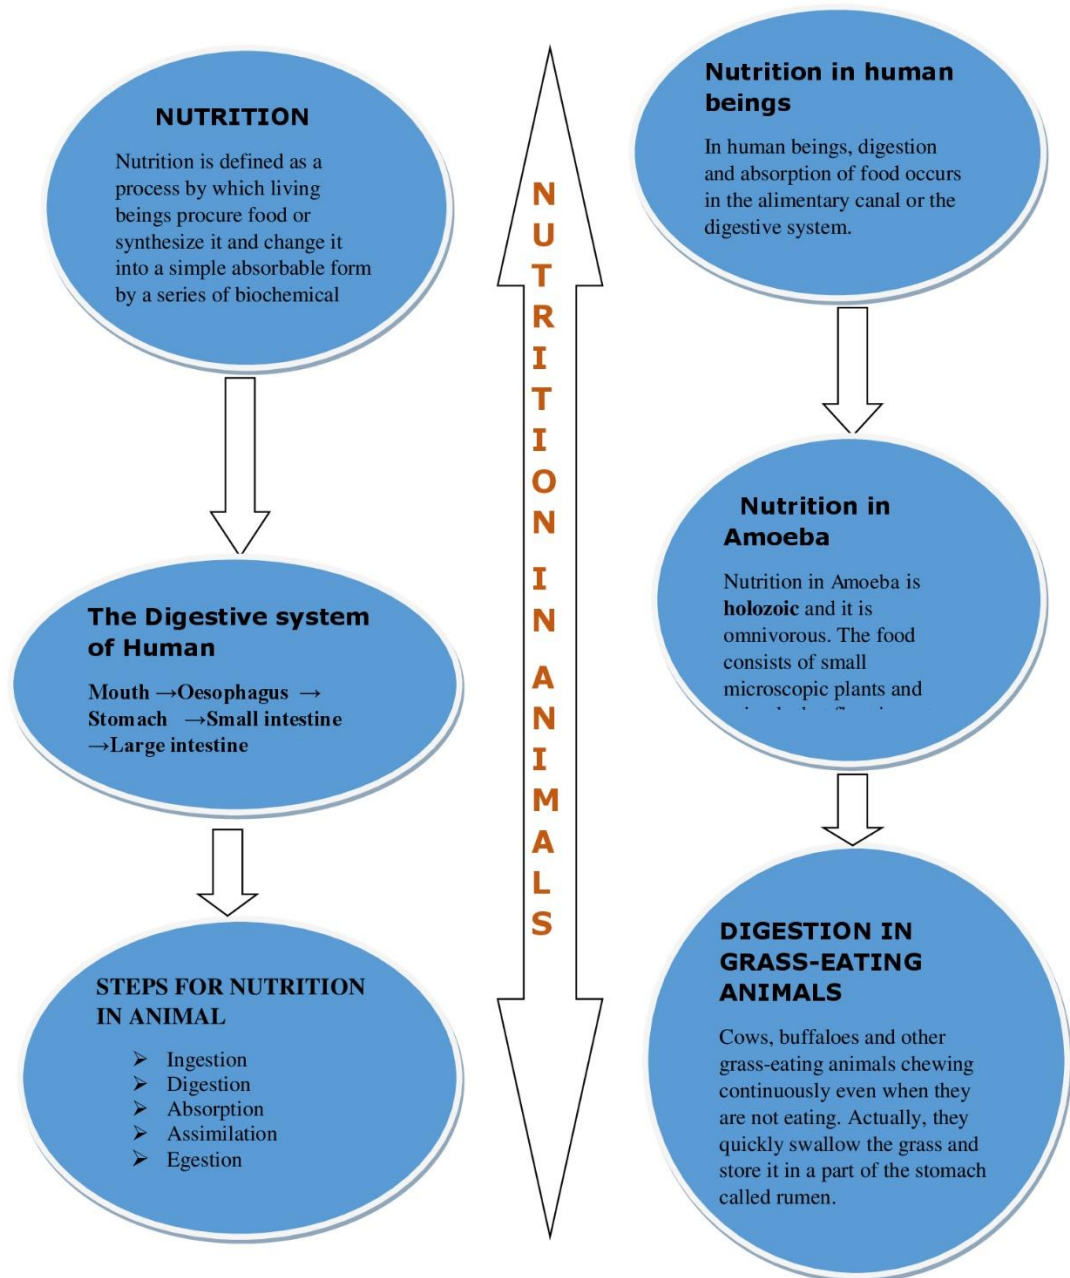 NUTRITION
Nutrition is defined as a
process by which living
beings procure food or
synthesize it and change it
into a simple absorbable form
by a series of biochemical
The Digestive system
of Human
Mouth →Oesophagus →
Stomach →Small intestine
→Large intestine
STEPS FOR NUTRITION
IN ANIMAL
➢ Ingestion
➢ Digestion
➢ Absorption
➢ Assimilation
➢ Egestion
NUTRITION IN ANIMALS
Nutrition in human
beings
In human beings, digestion
and absorption of food occurs
in the alimentary canal or the
digestive system.
Nutrition in
Amoeba
Nutrition in Amoeba is
holozoic and it is
omnivorous. The food
consists of small
microscopic plants and
DIGESTION IN
GRASS-EATING
ANIMALS
Cows, buffaloes and other
grass-eating animals chewing
continuously even when they
are not eating. Actually, they
quickly swallow the grass and
store it in a part of the stomach
called rumen.